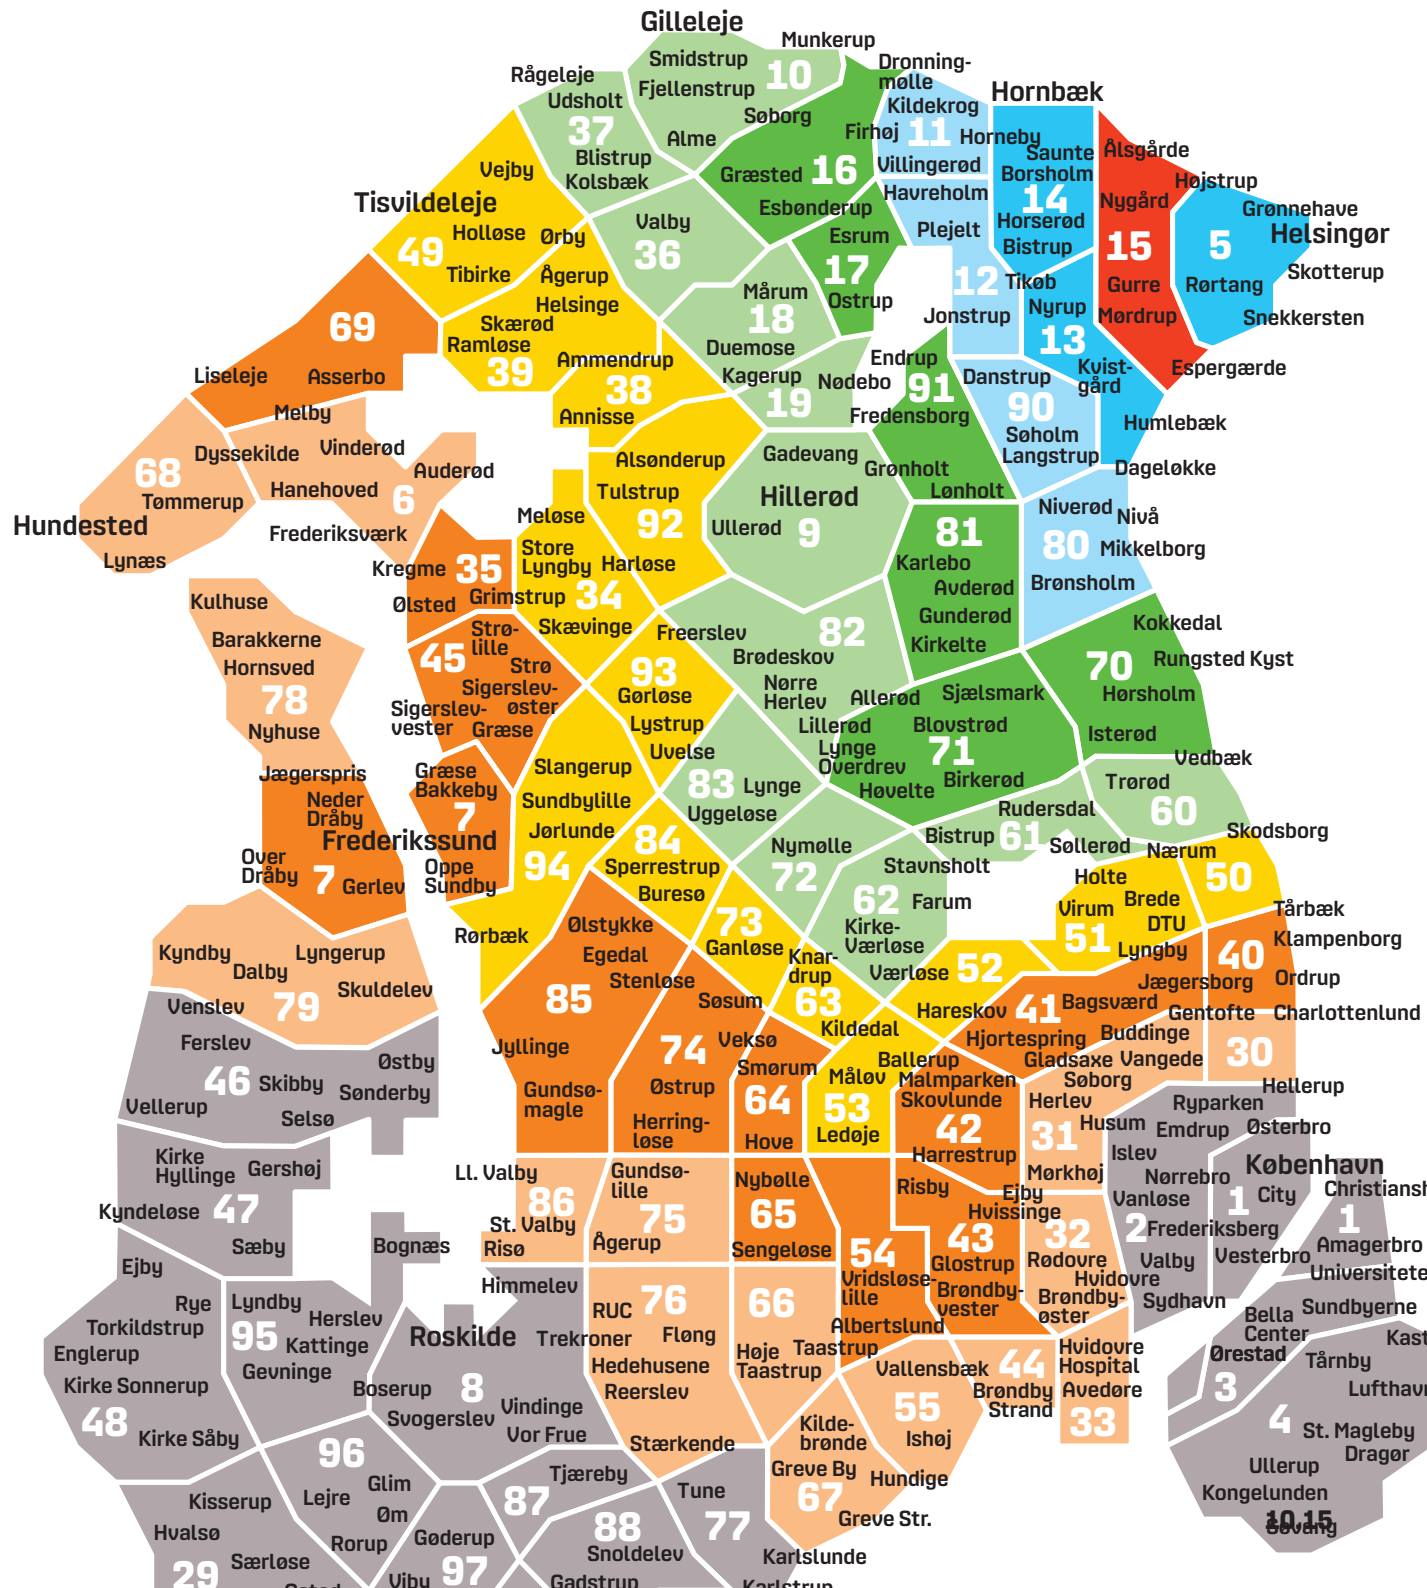 Gilleleje
Munkerup
Smidstrup
10
Rågeleje
Fjellenstrup
Dronning-
mølle
Udsholt
Søborg
Kildekrog
Hornbæk
37
Alme
Firhøj
11
Horneby
Saunte
Ålsgårde
Blistrup
Kolsbæk
Græsted
16
Villingerød
Borsholm
Højstrup
Vejby
Havreholm
14
Nygård
Grønnehave
Tisvildeleje
Esbønderup
Horserød
Helsingør
Valby
Plejelt
Bistrup
15
5
49
Holløse
Ørby
36
Esrum
Skotterup
Tibirke
Ågerup
17
12
Tikøb
Gurre
Rørtang
Helsinge
Mårum
Ostrup
Nyrup
Mørdrup
Snekkersten
69
Skærød
18
Jonstrup
13
Ramløse
Duemose
Endrup
Espergærde
39
Ammendrup
Kagerup
Nødebo
91
Danstrup
Kvist-
gård
Liseleje
Asserbo
38
19
90
Melby
Annisse
Fredensborg
Humlebæk
Dyssekilde
Vinderød
Søholm
68
Auderød
Alsønderup
Gadevang
Grønholt
Langstrup
Dageløkke
Tømmerup
Hanehoved
6
Tulstrup
Hillerød
Lønholt
Niverød
Nivå
Hundested
Frederiksværk
Meløse
92
Ullerød
9
81
80
Mikkelborg
Lynæs
Kregme
35
Store
Lyngby
Harløse
Karlebo
Brønsholm
Kulhuse
Ølsted
Grimstrup
34
Avderød
Barakkerne
Strø-
lille
Skævinge
Freerslev
82
Gunderød
Kokkedal
Hornsved
45
Strø
93
Brødeskov
Kirkelte
70
Rungsted Kyst
78
Sigerslev-
øster
Gørløse
Nørre
Herlev
Allerød
Sjælsmark
Hørsholm
Nyhuse
Sigerslev-
vester
Græse
Lystrup
Lillerød
Blovstrød
Isterød
Uvelse
Lynge
Overdrev
71
Vedbæk
Jægerspris
Græse
Bakkeby
Slangerup
83
Lynge
Høvelte
Birkerød
Trørød
Neder
Dråby
7
Sundbylille
Uggeløse
Rudersdal
60
Frederikssund
Jørlunde
84
Nymølle
Bistrup
61
Søllerød
Skodsborg
Over
Dråby
7
Gerlev
Oppe
Sundby
94
Sperrestrup
72
Stavnsholt
Nærum
Buresø
Holte
50
62
Farum
Brede
Rørbæk
Ølstykke
73
Virum
DTU
Tårbæk
Kyndby
Lyngerup
Egedal
Ganløse
Kirke-
Værløse
51
Lyngby
Klampenborg
Dalby
Stenløse
Knar-
drup
Værløse
52
Jægersborg
40
Ordrup
Venslev
79
Skuldelev
85
Søsum
63
Hareskov
41
Bagsværd
Gentofte
Charlottenlund
Ferslev
Jyllinge
74
Veksø
Kildedal
Hjortespring
Buddinge
30
46
Skibby
Østby
Smørum
Ballerup
Gladsaxe
Vangede
Vellerup
Sønderby
Gundsø-
magle
Østrup
64
Måløv
Malmparken
Søborg
Hellerup
Selsø
Herring-
løse
53
Skovlunde
Herlev
Ryparken
Hove
Ledøje
42
31
Husum
Emdrup
Østerbro
Kirke
Hyllinge
Gershøj
Harrestrup
Islev
Ll. Valby
Gundsø-
lille
Nybølle
Mørkhøj
Nørrebro
København
Kyndeløse
47
86
75
65
Risby
Ejby
Vanløse
1
City
Christiansh
St. Valby
Hvissinge
2
Frederiksberg
1
Sæby
Bognæs
Risø
Ågerup
Sengeløse
54
43
32
Valby
Vesterbro
Amagerbro
Ejby
Himmelev
Glostrup
Rødovre
Universitete
Rye
Lyndby
Herslev
RUC
76
66
Vridsløse-
lille
Brøndby-
vester
Hvidovre
Brøndby-
øster
Sydhavn
Torkildstrup
95
Kattinge
Roskilde
Trekroner
Fløng
Albertslund
Bella
Center
Sundbyerne
Englerup
Gevninge
Hedehusene
Høje
Taastrup
Taastrup
Hvidovre
Hospital
Ørestad
Kast
Kirke Sonnerup
Boserup
8
Reerslev
Vallensbæk
44
Tårnby
48
Svogerslev
Vindinge
55
Brøndby
Strand
Avedøre
3
Lufthavn
Kirke Såby
Vor Frue
Stærkende
Kilde-
brønde
Ishøj
33
4
St. Magleby
96
Greve By
Hundige
Dragør
Glim
Tjæreby
67
Ullerup
Kisserup
Lejre
Øm
87
Tune
Greve Str.
Kongelunden
Hvalsø
Rorup
Gøderup
88
77
10.15
Søvang
29
Særløse
97
Snoldelev
Karlslunde
Osted
Viby
Gadstrup
Karlstrup